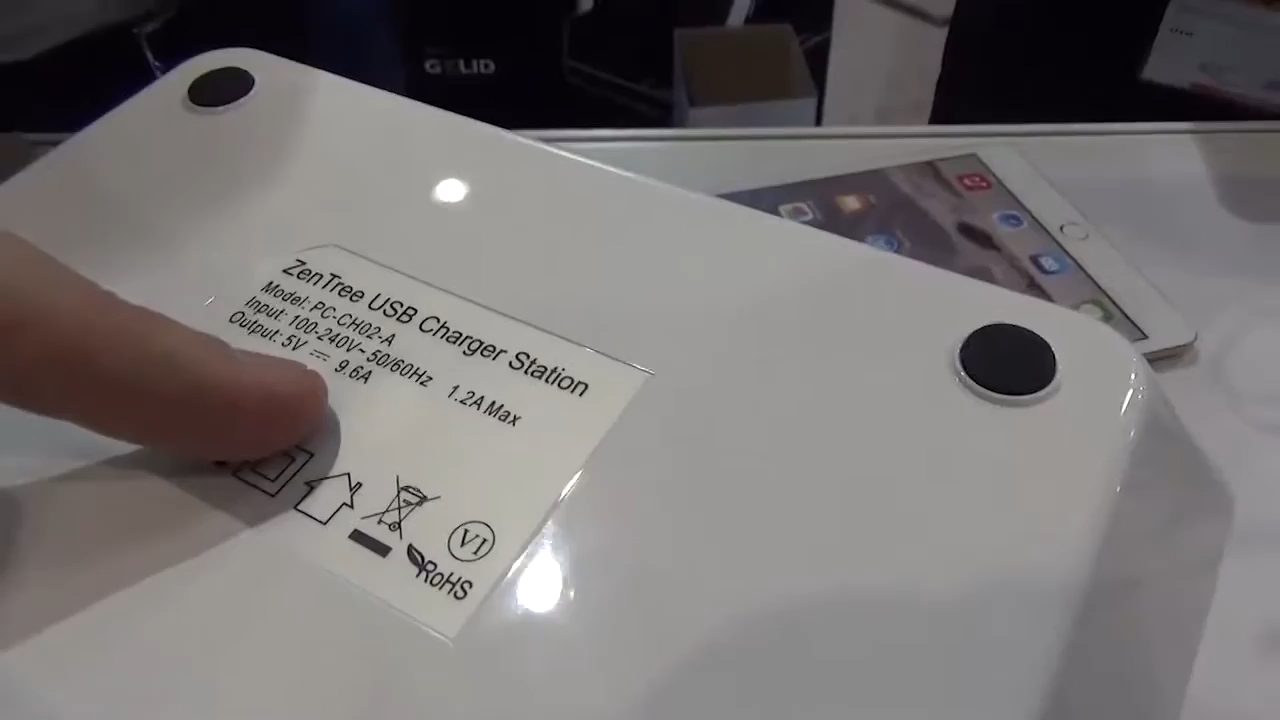 GELID
ZenTree USB Charger Station
Model: PC-CH02-A
Input: 100-240V~50/60Hz 1.2A Max
Output: 5V ⎓ 9.6A
VI
RoHS